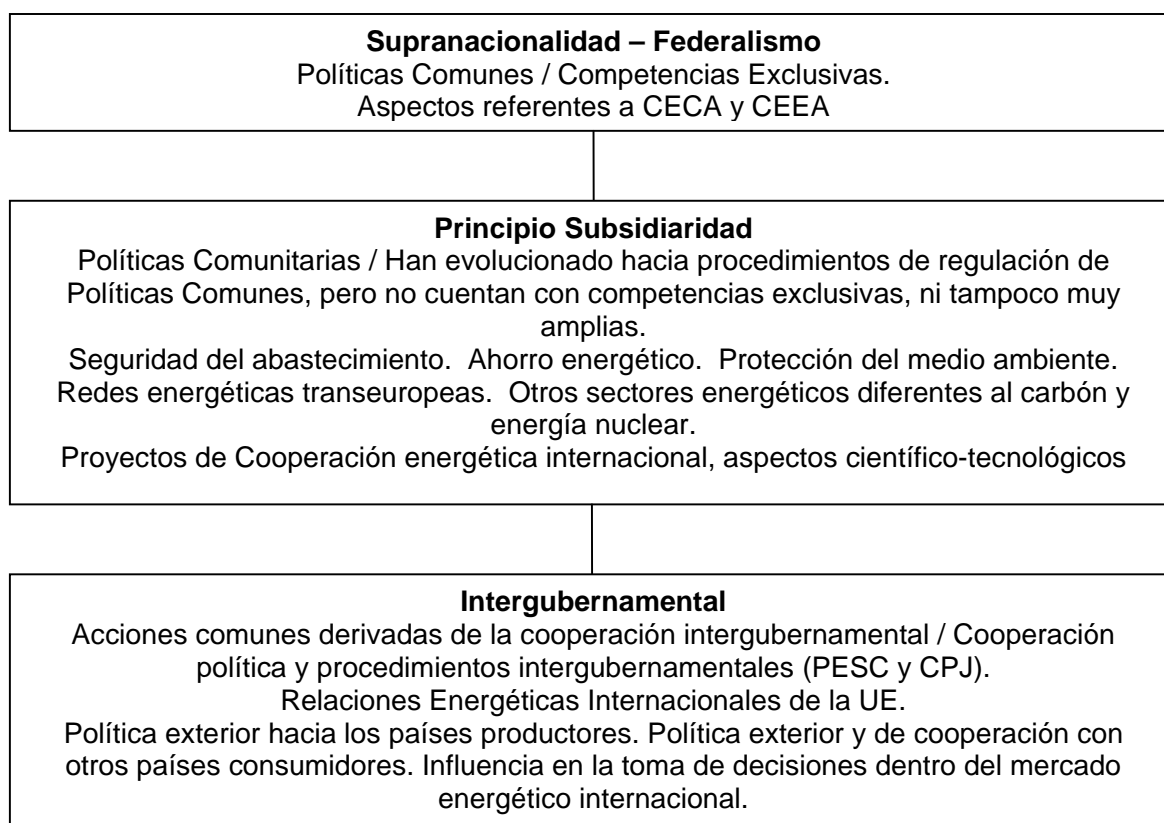 Supranacionalidad – Federalismo
Políticas Comunes / Competencias Exclusivas.
Aspectos referentes a CECA y CEEA
Principio Subsidiaridad
Políticas Comunitarias / Han evolucionado hacia procedimientos de regulación de
Políticas Comunes, pero no cuentan con competencias exclusivas, ni tampoco muy
amplias.
Seguridad del abastecimiento. Ahorro energético. Protección del medio ambiente.
Redes energéticas transeuropeas. Otros sectores energéticos diferentes al carbón y
energía nuclear.
Proyectos de Cooperación energética internacional, aspectos científico-tecnológicos
Intergubernamental
Acciones comunes derivadas de la cooperación intergubernamental / Cooperación
política y procedimientos intergubernamentales (PESC y CPJ).
Relaciones Energéticas Internacionales de la UE.
Política exterior hacia los países productores. Política exterior y de cooperación con
otros países consumidores. Influencia en la toma de decisiones dentro del mercado
energético internacional.